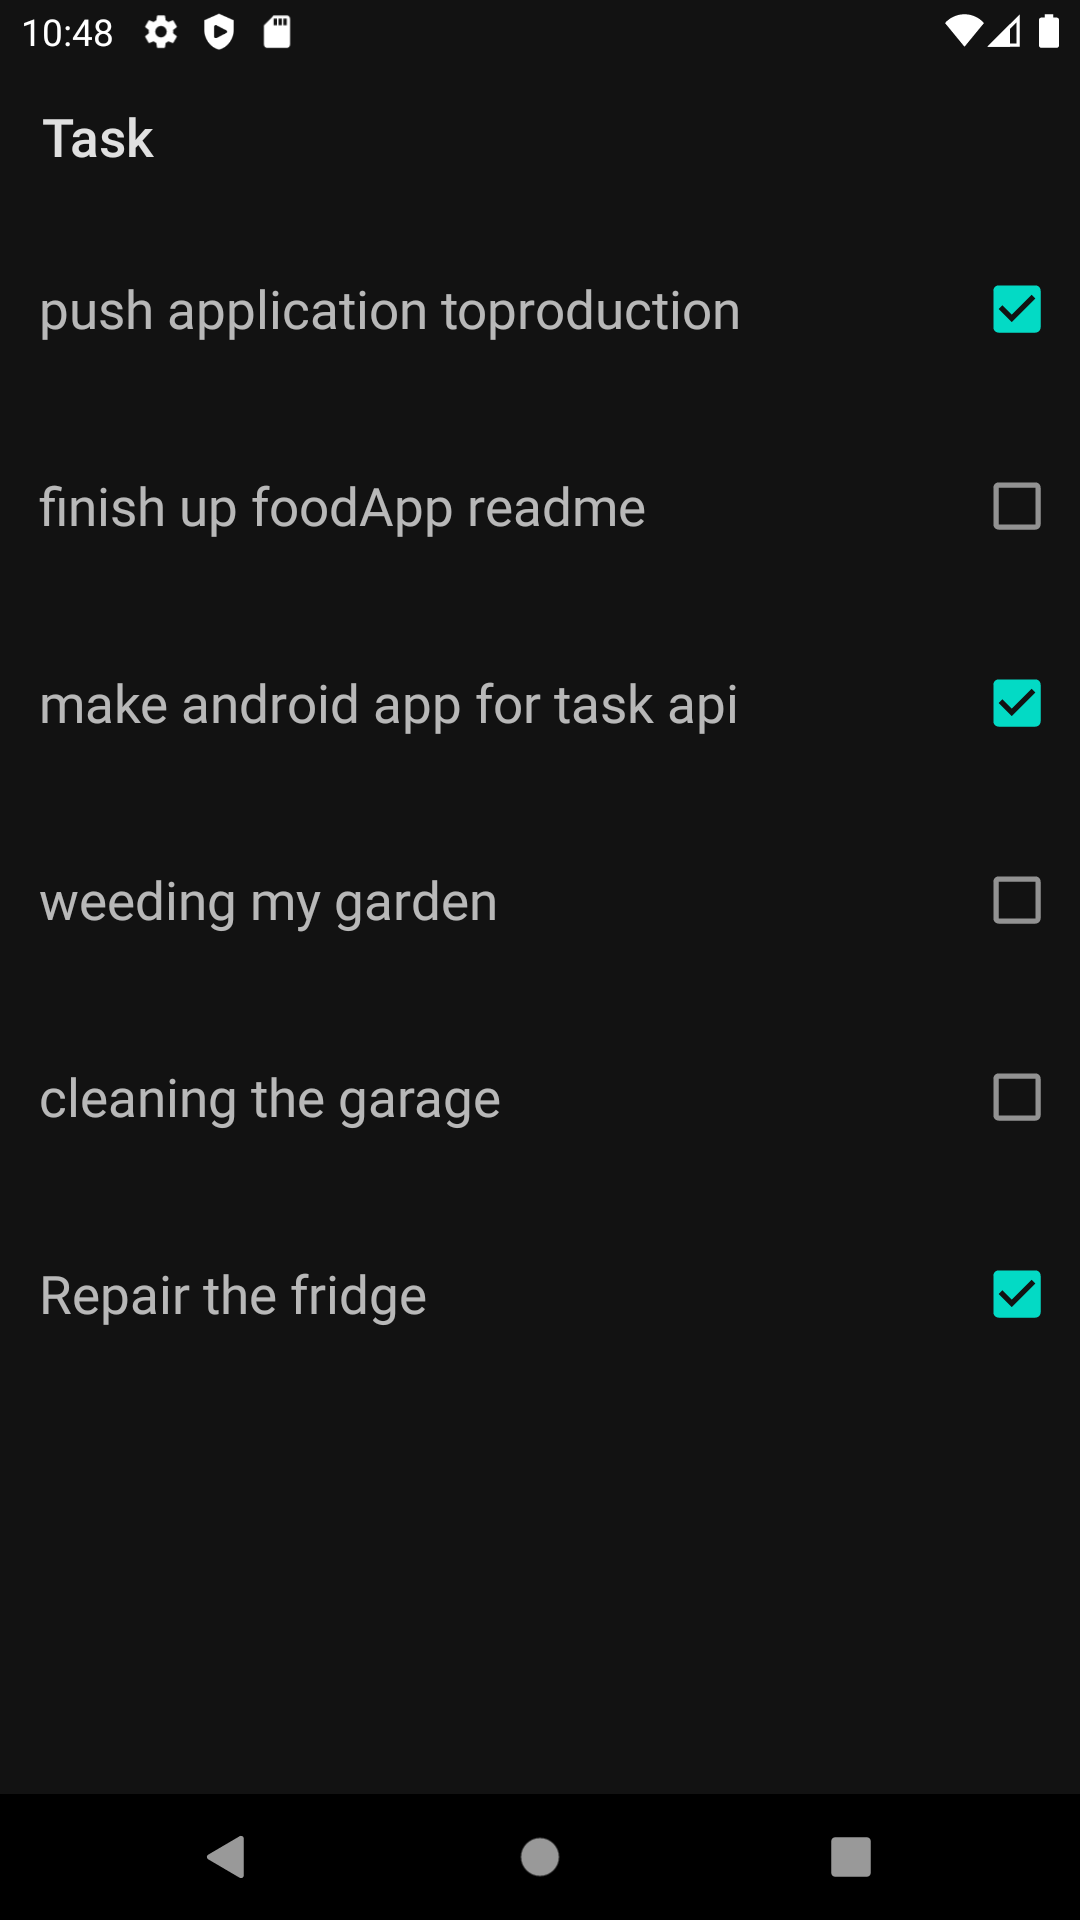 10:48
Task
push application toproduction
finish up foodApp readme
make android app for task api
weeding my garden
cleaning the garage
Repair the fridge